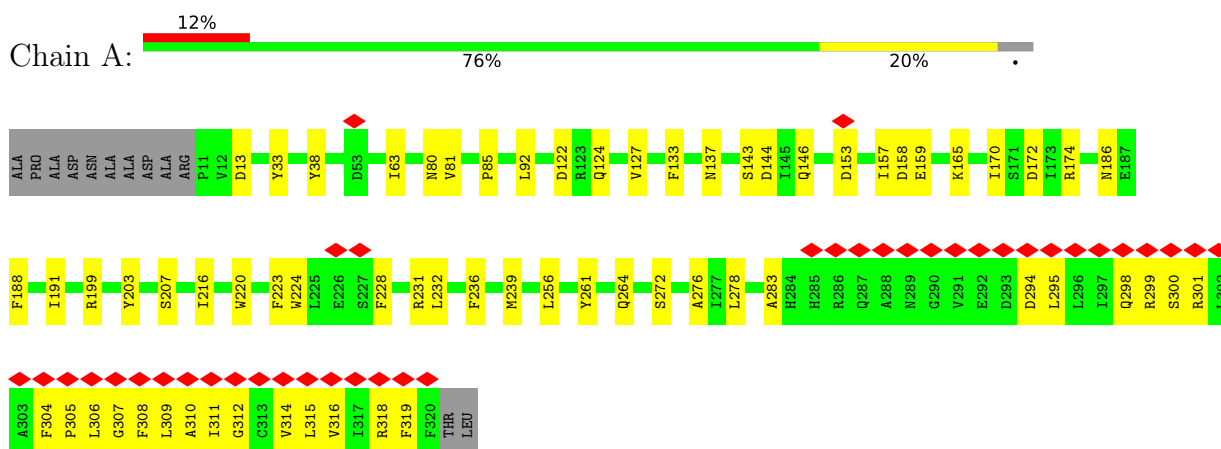 12%
Chain A:
76% 20% •
ALA PRO ALA ASP ASN ALA ALA ASP ALA ARG P11 V12 D13 Y33 Y38 D53 I63 N80 V81 P85 L92 D122 R123 Q124 V127 F133 N137 S143 D144 I145 Q146 D153 I157 D158 E159 K165 I170 S171 D172 I173 R174 N186 E187
F188 I191 R199 Y203 S207 I216 W220 F223 W224 L225 E226 S227 F228 R231 L232 F236 M239 L256 Y261 Q264 S272 A276 I277 L278 A283 H284 H285 R286 Q287 A288 N289 G290 V291 E292 D293 D294 L295 L296 I297 Q298 R299 S300 R301 L302
A303 F304 P305 L306 G307 F308 L309 A310 I311 G312 C313 V314 L315 V316 I317 R318 F319 F320 THR LEU